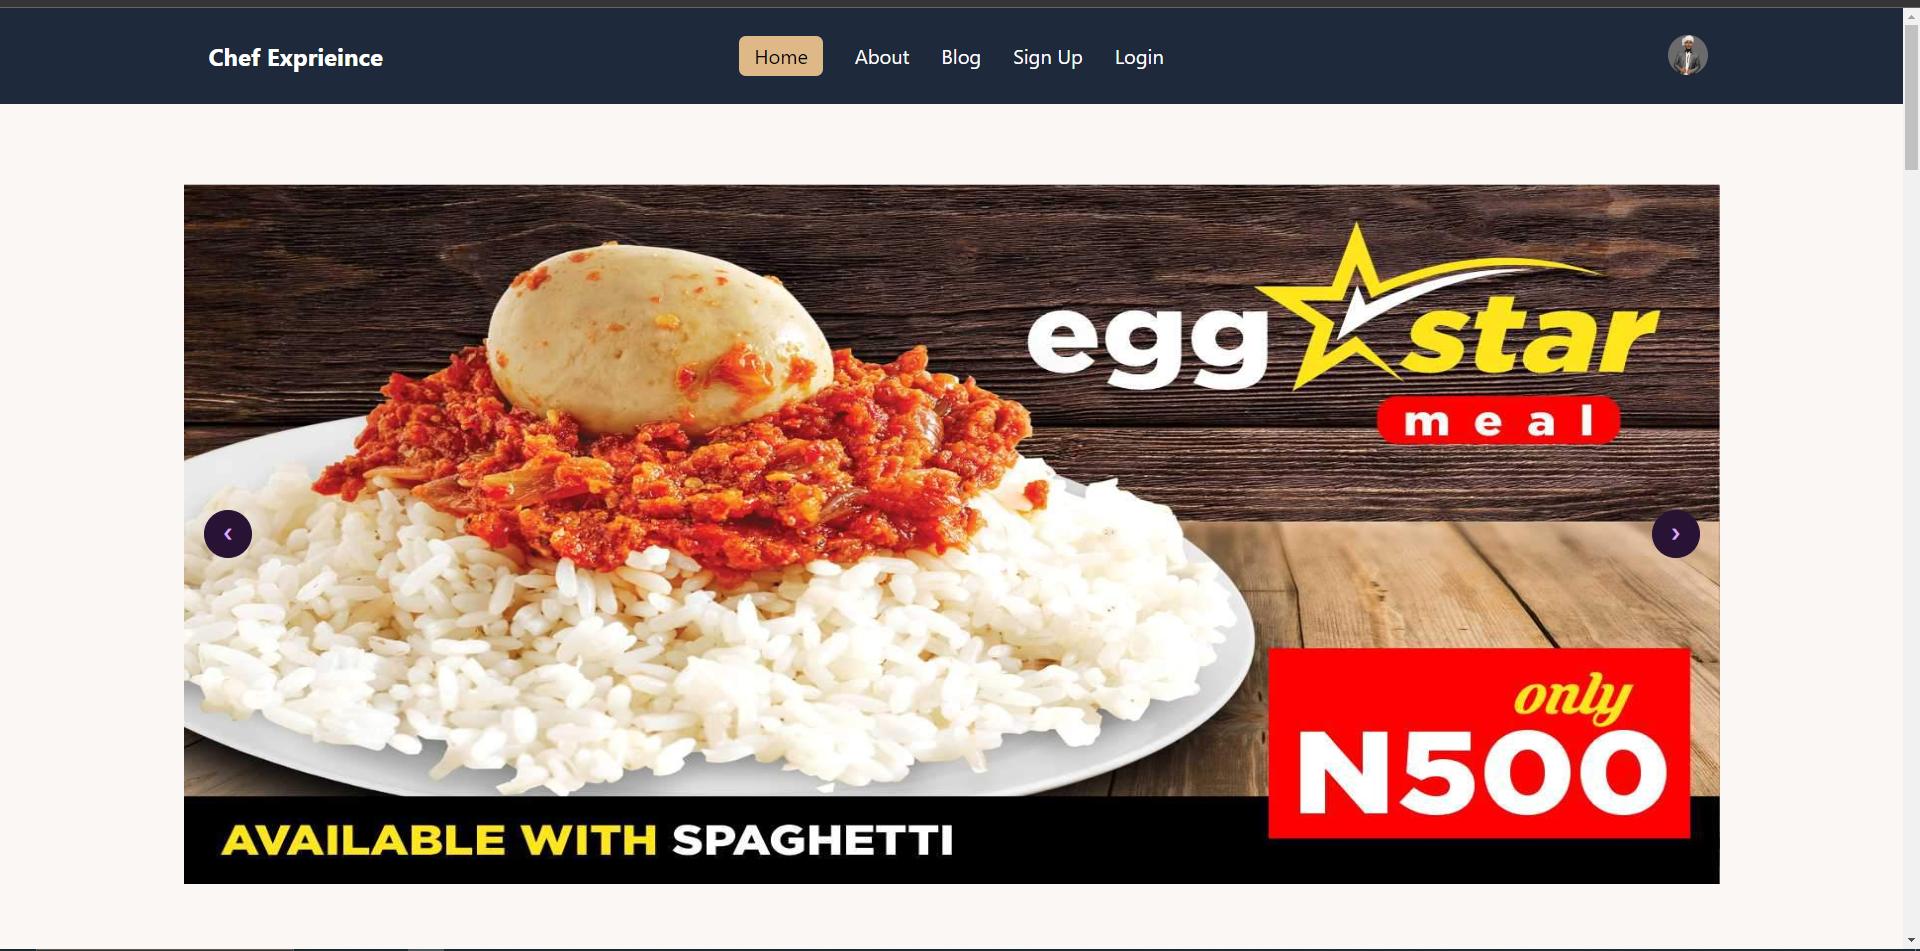 Chef Exprieince
Home About Blog Sign Up Login
egg star
meal
‹ ›
only
N500
AVAILABLE WITH SPAGHETTI